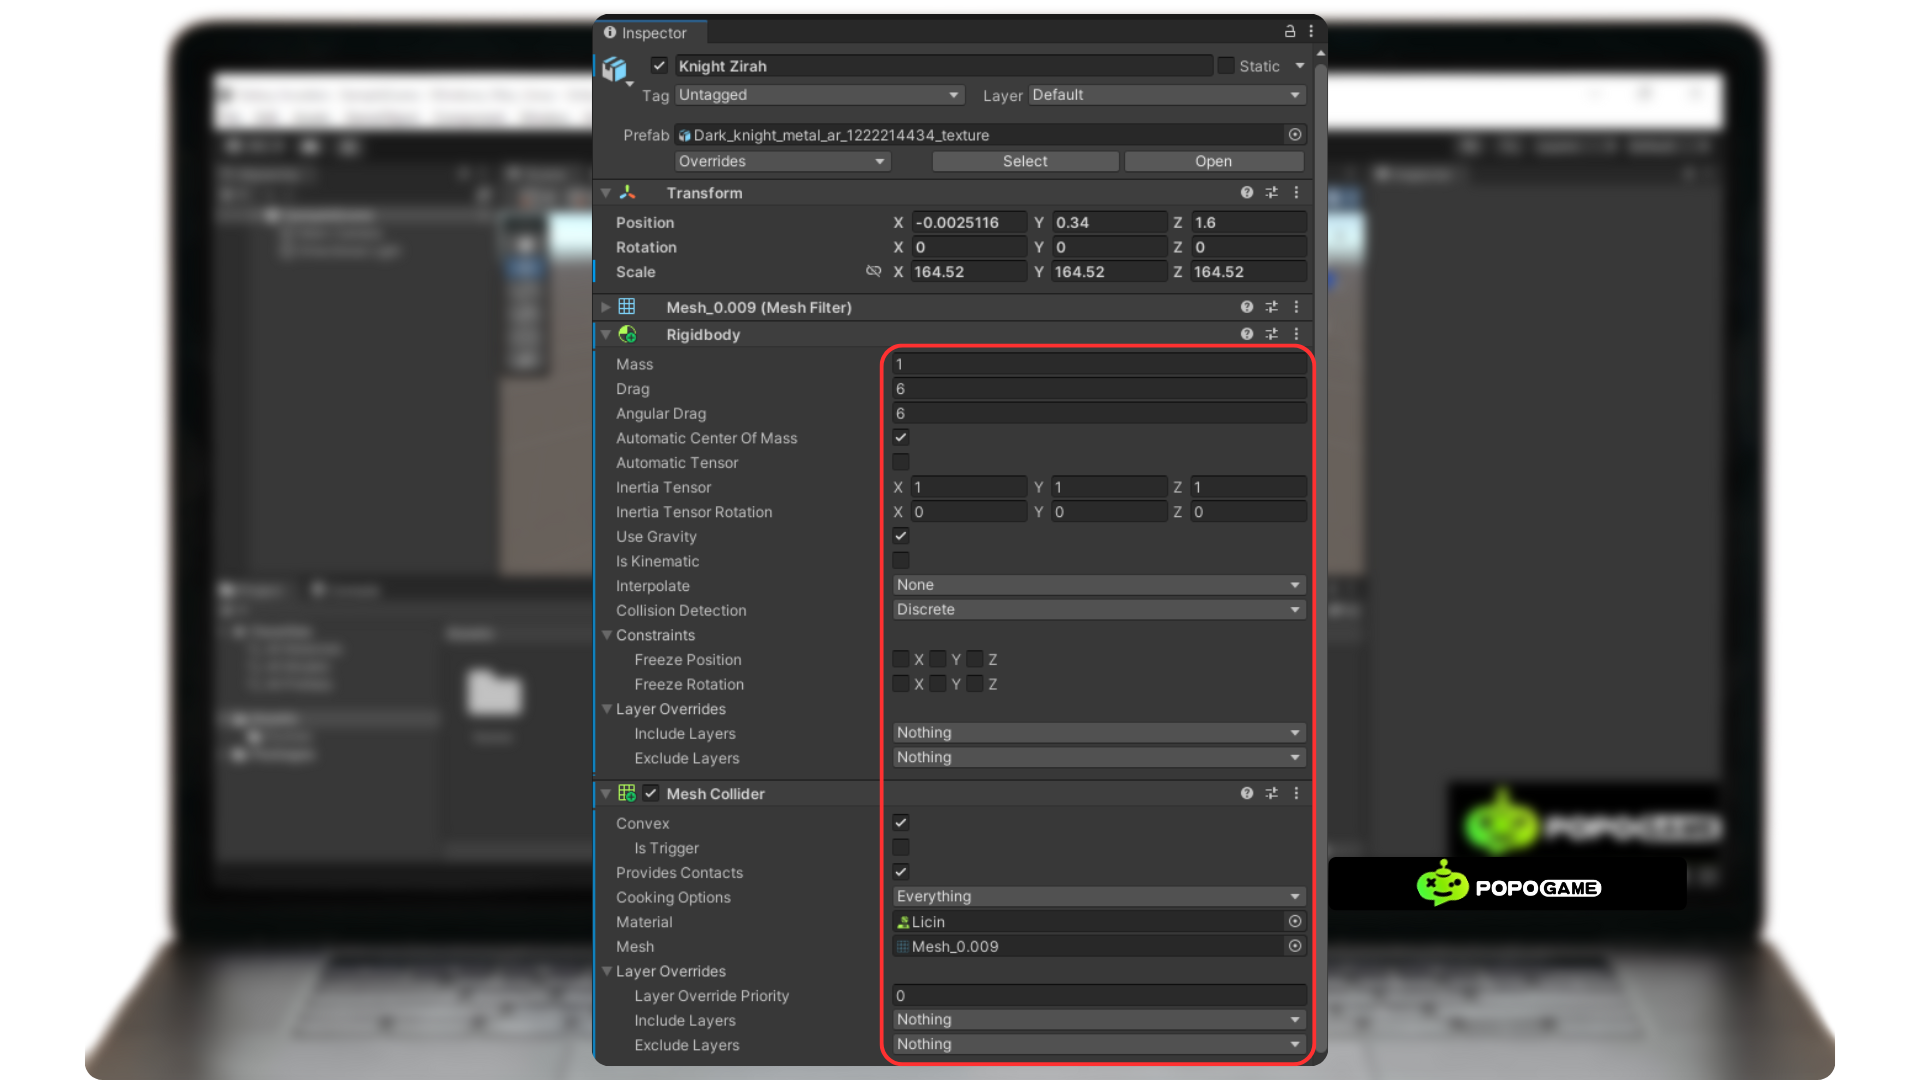 Inspector
Knight Zirah Static
Tag Untagged Layer Default
Prefab Dark_knight_metal_ar_1222214434_texture
Overrides Select Open
Transform
Position X -0.0025116 Y 0.34 Z 1.6
Rotation X 0 Y 0 Z 0
Scale X 164.52 Y 164.52 Z 164.52
Mesh_0.009 (Mesh Filter)
Rigidbody
Mass 1
Drag 6
Angular Drag 6
Automatic Center Of Mass
Automatic Tensor
Inertia Tensor X 1 Y 1 Z 1
Inertia Tensor Rotation X 0 Y 0 Z 0
Use Gravity
Is Kinematic
Interpolate None
Collision Detection Discrete
Constraints
Freeze Position X Y Z
Freeze Rotation X Y Z
Layer Overrides
Include Layers Nothing
Exclude Layers Nothing
Mesh Collider
Convex
Is Trigger
Provides Contacts
Cooking Options Everything
Material Licin
Mesh Mesh_0.009
Layer Overrides
Layer Override Priority 0
Include Layers Nothing
Exclude Layers Nothing
POPOGAME
POPOGAME